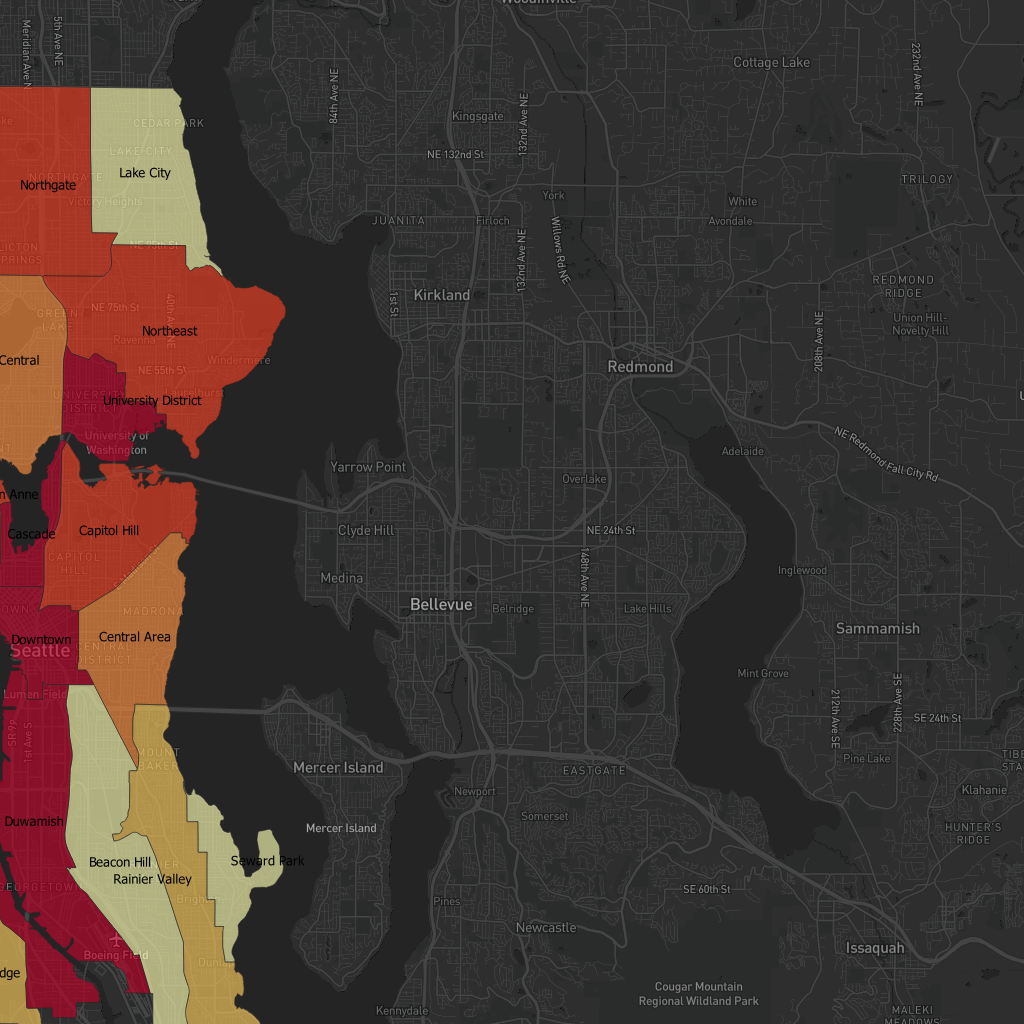 Woodinville
Meridian Ave N
5th Ave NE
84th Ave NE
132nd Ave NE
232nd Ave NE
Cottage Lake
Kingsgate
CEDAR PARK
LAKE CITY
Lake City
NE 132nd St
NORTHGATE
Northgate
Victory Heights
York
TRILOGY
White
JUANITA
Firloch
Avondale
NE 95th St
132nd Ave NE
Willows Rd NE
REDMOND
RIDGE
1st St
Kirkland
NE 75th St
GREEN
Union Hill-
Novelty Hill
Northeast
Ravenna
208th Ave NE
Central
Windermere
Redmond
NE 55th St
Laurelhurst
UNIVERSITY
DISTRICT
University District
University of
Washington
NE Redmond Fall City Rd
Adelaide
Yarrow Point
Overlake
n Anne
Cascade
Capitol Hill
Clyde Hill
NE 24th St
CAPITOL
HILL
148th Ave NE
Inglewood
Medina
Bellevue
Belridge
Lake Hills
MADRONA
Sammamish
Central Area
Downtown
Seattle
CENTRAL
DISTRICT
Mint Grove
Lumen Field
212th Ave SE
228th Ave SE
SE 24th St
SR 99
1st Ave S
MOUNT
BAKER
Mercer Island
EASTGATE
Pine Lake
Newport
Klahanie
Somerset
Duwamish
Mercer Island
HUNTER'S
RIDGE
Beacon Hill
Seward Park
Rainier Valley
GEORGETOWN
SE 60th St
Brigh
Pines
Newcastle
Boeing Field
Issaquah
dge
Cougar Mountain
Regional Wildland Park
Kennydale
MALEKI
MEADOWS